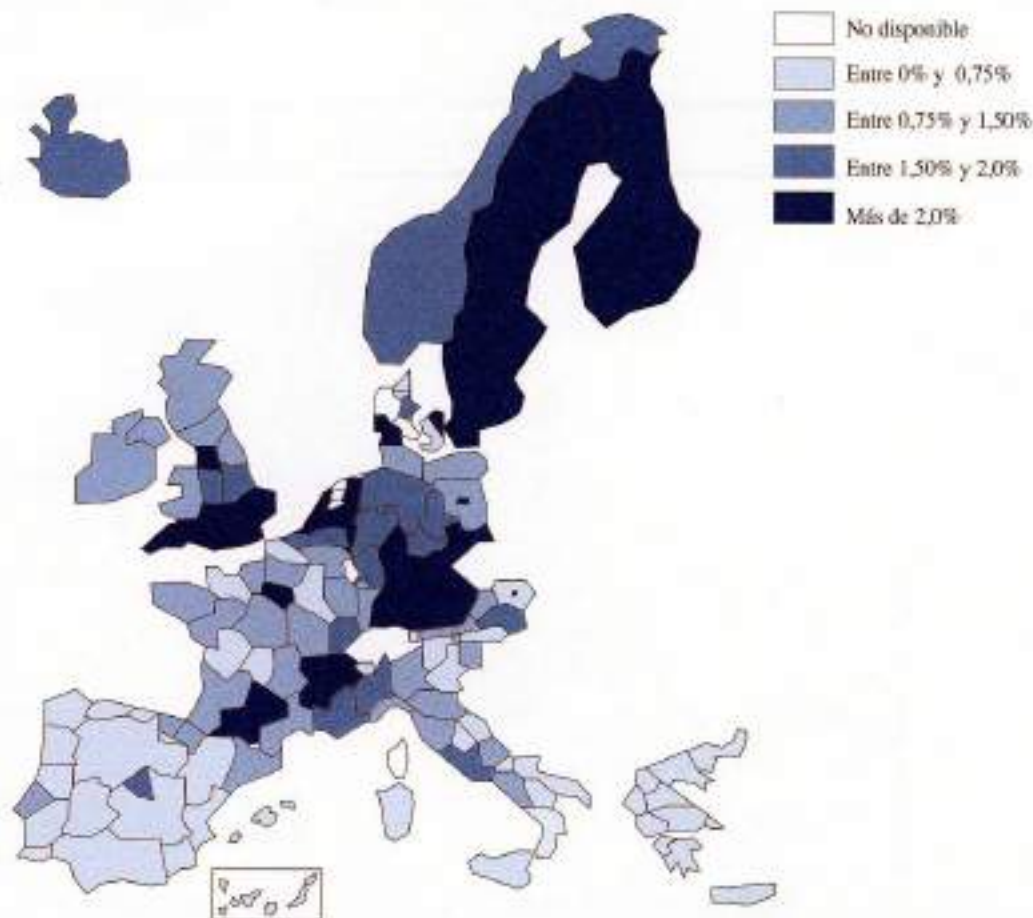 No disponible
Entre 0% y 0,75%
Entre 0,75% y 1,50%
Entre 1,50% y 2,0%
Más de 2,0%